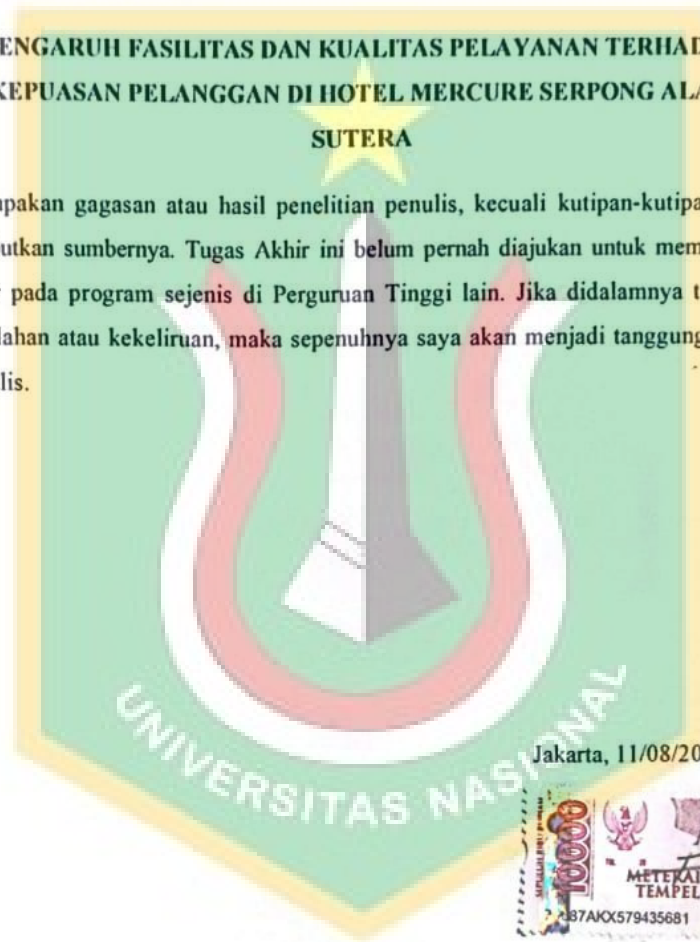 ENGARUH FASILITAS DAN KUALITAS PELAYANAN TERHAD
KEPUASAN PELANGGAN DI HOTEL MERCURE SERPONG ALA
SUTERA
upakan gagasan atau hasil penelitian penulis, kecuali kutipan-kutipa
utkan sumbernya. Tugas Akhir ini belum pernah diajukan untuk mem
pada program sejenis di Perguruan Tinggi lain. Jika didalamnya t
lahan atau kekeliruan, maka sepenuhnya saya akan menjadi tanggung
lis.
UNIVERSITAS NASIONAL
Jakarta, 11/08/20
10000
METERAI
TEMPEL
87AKX579435681